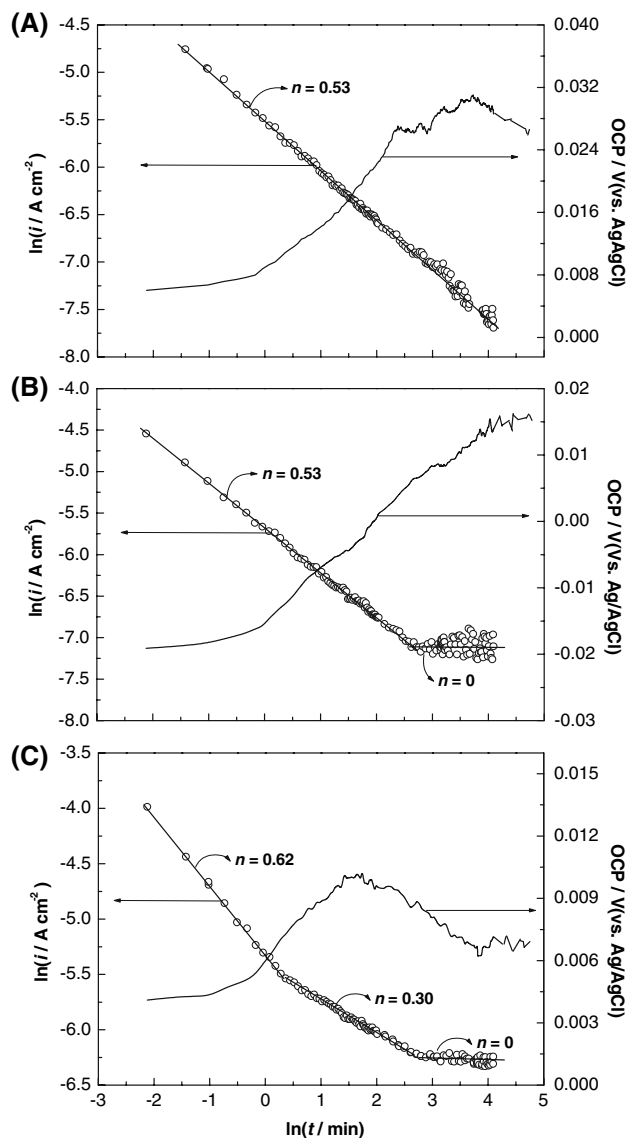 (A)
-4.5
-5.0
-5.5
-6.0
-6.5
-7.0
-7.5
-8.0
ln(i / A cm-2)
n = 0.53
0.040
0.032
0.024
0.016
0.008
0.000
OCP / V(vs. AgAgCl)
(B)
-4.0
-4.5
-5.0
-5.5
-6.0
-6.5
-7.0
-7.5
-8.0
ln(i / A cm-2)
n = 0.53
n = 0
0.02
0.01
0.00
-0.01
-0.02
-0.03
OCP / V(Vs. Ag/AgCl)
(C)
-3.5
-4.0
-4.5
-5.0
-5.5
-6.0
-6.5
ln(i / A cm-2)
n = 0.62
n = 0.30
n = 0
0.015
0.012
0.009
0.006
0.003
0.000
OCP / V(vs. Ag/AgCl)
-3 -2 -1 0 1 2 3 4 5
ln(t / min)